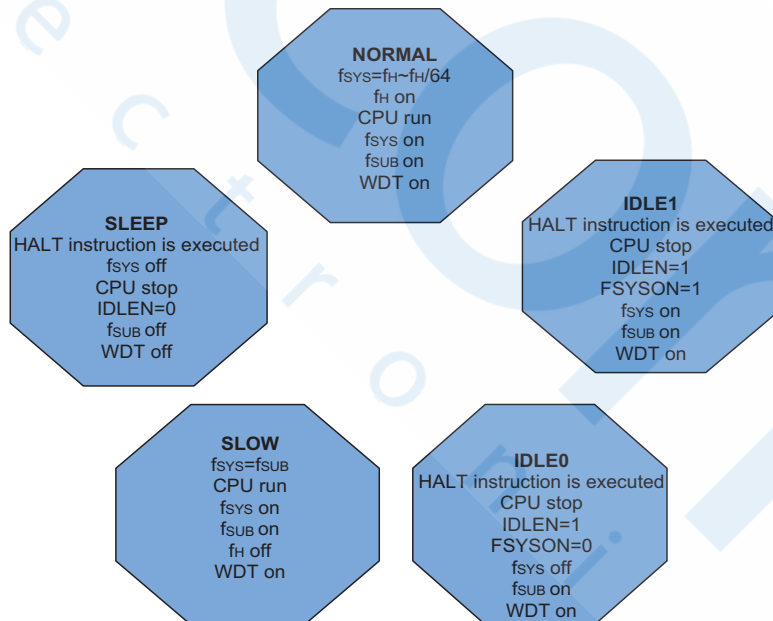 NORMAL
fSYS=fH~fH/64
fH on
CPU run
fSYS on
fSUB on
WDT on
SLEEP
HALT instruction is executed
fSYS off
CPU stop
IDLEN=0
fSUB off
WDT off
IDLE1
HALT instruction is executed
CPU stop
IDLEN=1
FSYSON=1
fSYS on
fSUB on
WDT on
SLOW
fSYS=fSUB
CPU run
fSYS on
fSUB on
fH off
WDT on
IDLE0
HALT instruction is executed
CPU stop
IDLEN=1
FSYSON=0
fSYS off
fSUB on
WDT on